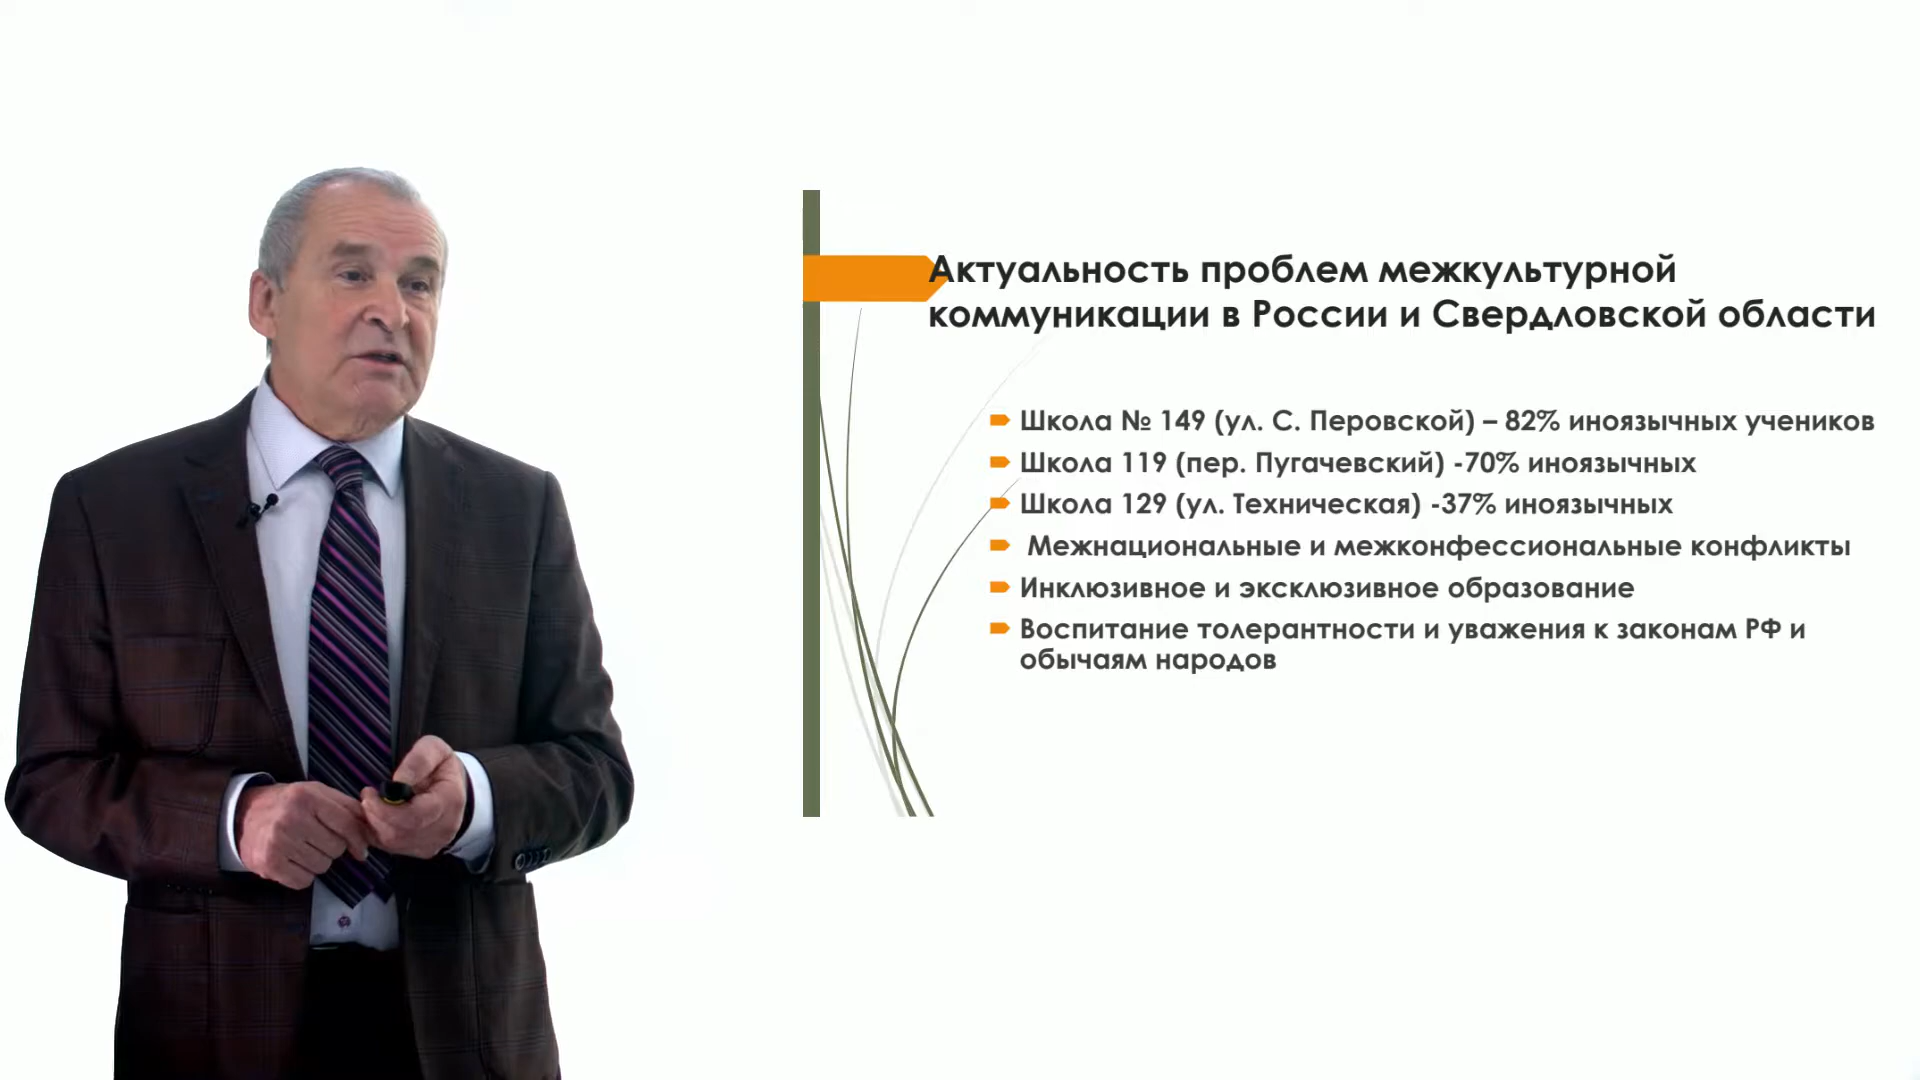 Актуальность проблем межкультурной
коммуникации в России и Свердловской области
Школа № 149 (ул. С. Перовской) – 82% иноязычных учеников
Школа 119 (пер. Пугачевский) -70% иноязычных
Школа 129 (ул. Техническая) -37% иноязычных
Межнациональные и межконфессиональные конфликты
Инклюзивное и эксклюзивное образование
Воспитание толерантности и уважения к законам РФ и
обычаям народов